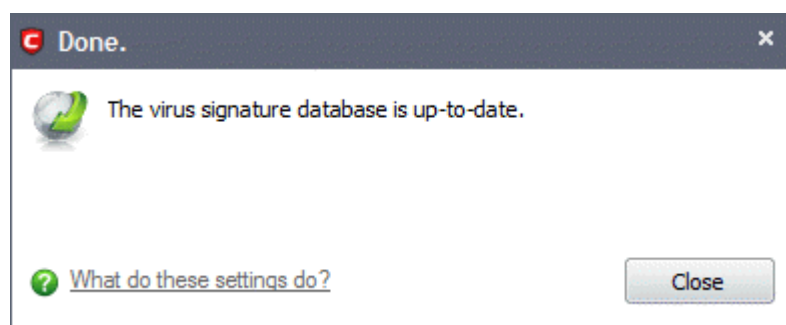 Done.
The virus signature database is up-to-date.
What do these settings do?
Close